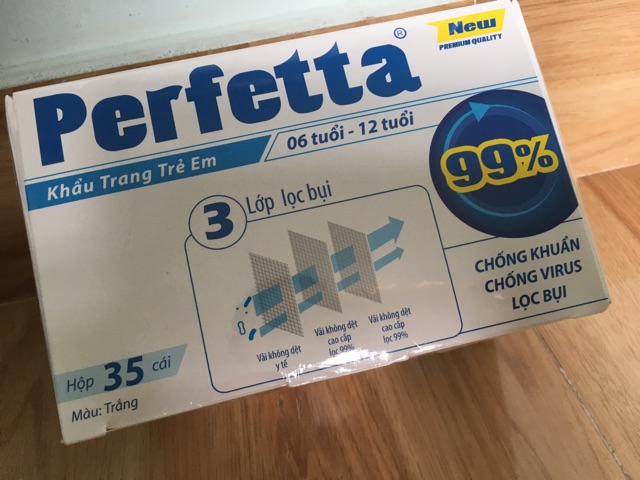 Perfetta®
New
PREMIUM QUALITY
Khẩu Trang Trẻ Em
06 tuổi - 12 tuổi
99%
3 Lớp lọc bụi
CHỐNG KHUẨN
CHỐNG VIRUS
LỌC BỤI
Vải không dệt
y tế
Vải không dệt
cao cấp
lọc 99%
Vải không dệt
cao cấp
lọc 99%
Hộp 35 cái
Màu: Trắng